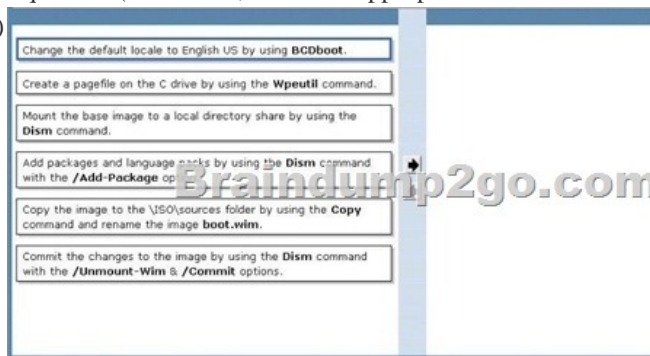 )
Change the default locale to English US by using BCDboot.
Create a pagefile on the C drive by using the Wpeutil command.
Mount the base image to a local directory share by using the
Dism command.
Add packages and language packs by using the Dism command
with the /Add-Package
Braindump2go.com
Copy the image to the \ISO\sources folder by using the Copy
command and rename the image boot.wim.
Commit the changes to the image by using the Dism command
with the /Unmount-Wim & /Commit options.